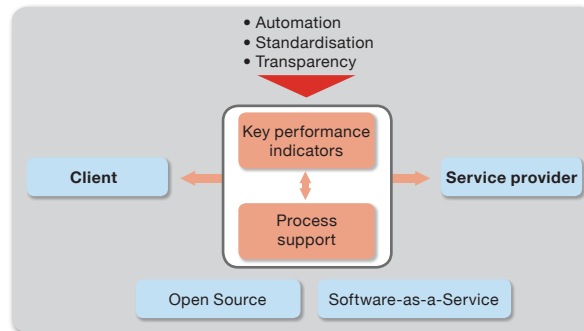 • Automation
• Standardisation
• Transparency
Key performance
indicators
Client
Service provider
Process
support
Open Source
Software-as-a-Service